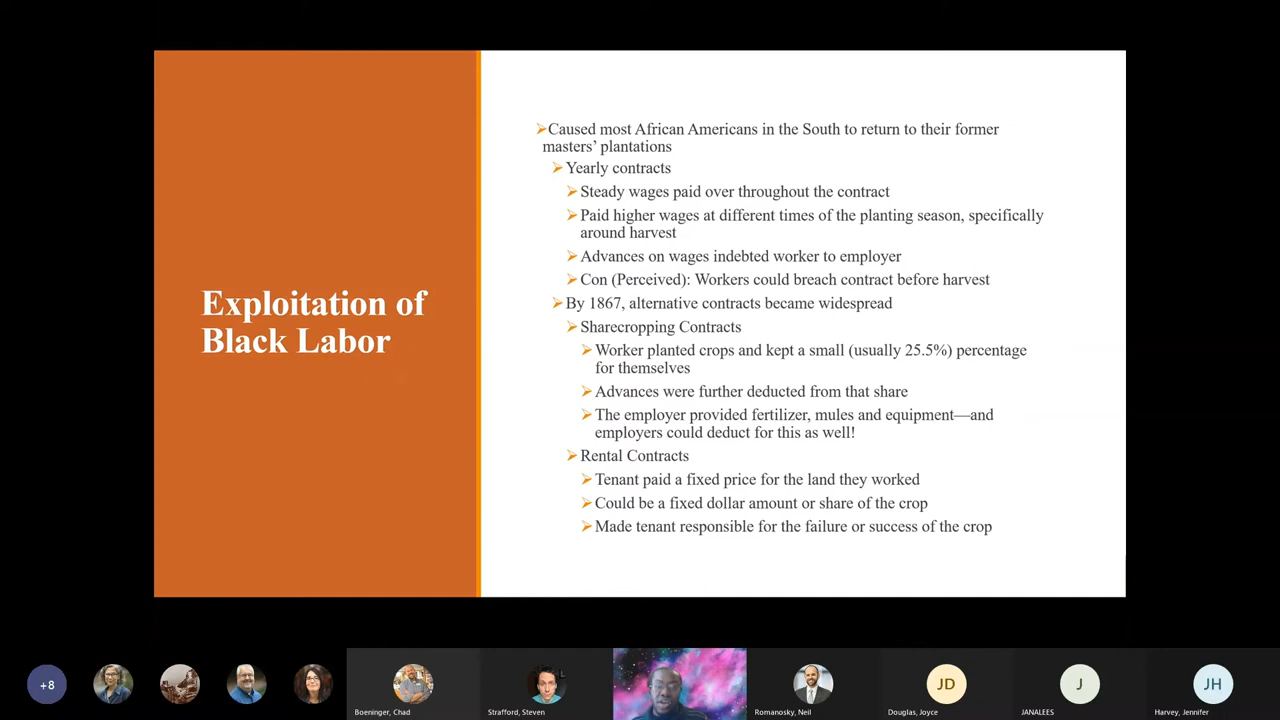 Exploitation of
Black Labor
➢Caused most African Americans in the South to return to their former
masters’ plantations
➢Yearly contracts
➢Steady wages paid over throughout the contract
➢Paid higher wages at different times of the planting season, specifically
around harvest
➢Advances on wages indebted worker to employer
➢Con (Perceived): Workers could breach contract before harvest
➢By 1867, alternative contracts became widespread
➢Sharecropping Contracts
➢Worker planted crops and kept a small (usually 25.5%) percentage
for themselves
➢Advances were further deducted from that share
➢The employer provided fertilizer, mules and equipment—and
employers could deduct for this as well!
➢Rental Contracts
➢Tenant paid a fixed price for the land they worked
➢Could be a fixed dollar amount or share of the crop
➢Made tenant responsible for the failure or success of the crop
+8
Boeninger, Chad
Strafford, Steven
Romanosky, Neil
JD
Douglas, Joyce
J
JANALEES
JH
Harvey, Jennifer